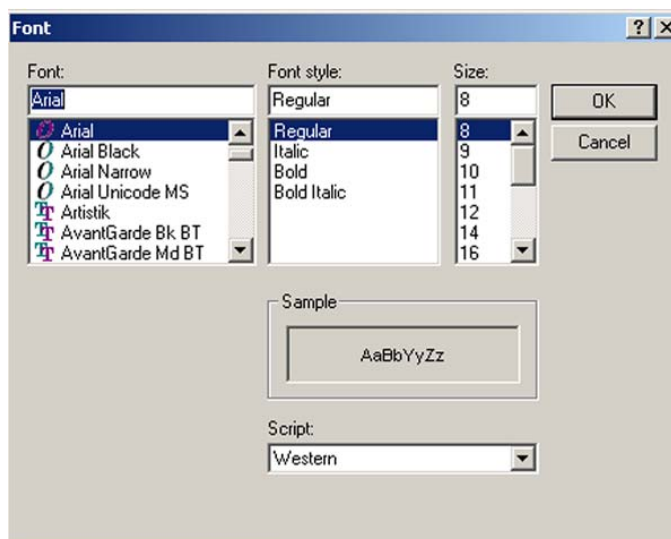 Font
Font:
Arial
Arial
Arial Black
Arial Narrow
Arial Unicode MS
Artistik
AvantGarde Bk BT
AvantGarde Md BT
Font style:
Regular
Regular
Italic
Bold
Bold Italic
Size:
8
8
9
10
11
12
14
16
OK
Cancel
Sample
AaBbYyZz
Script:
Western